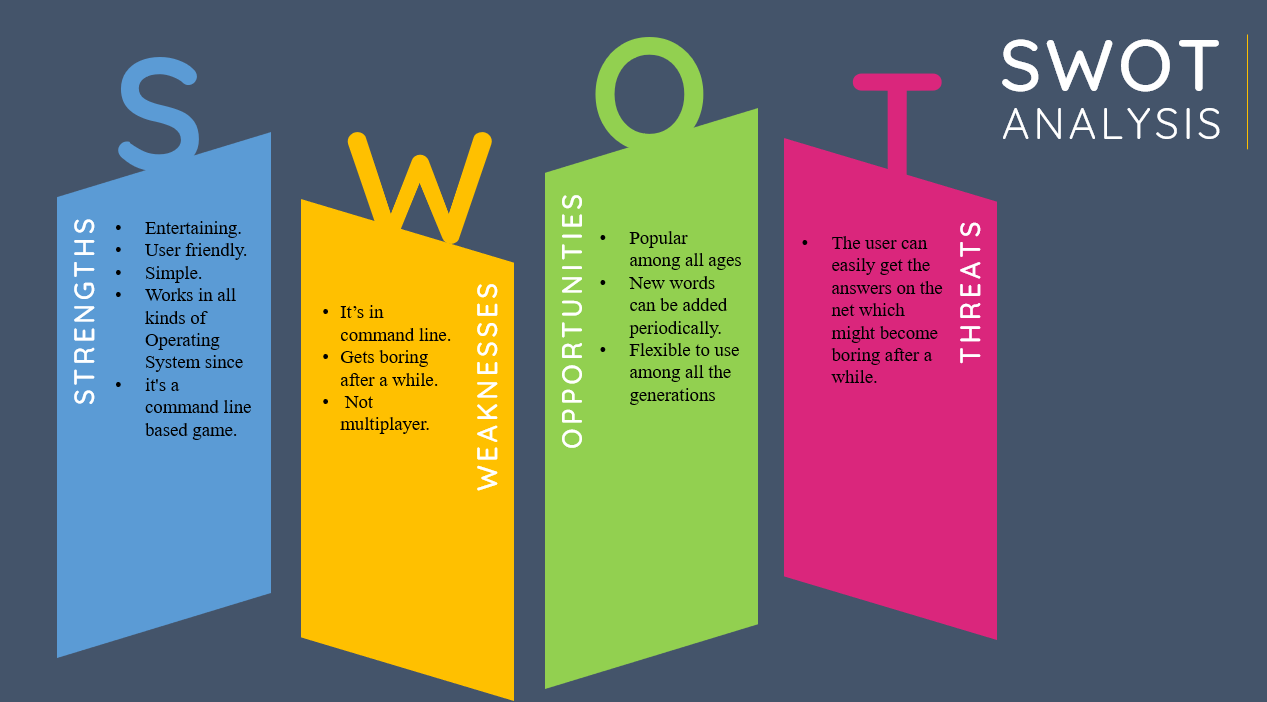 SWOT
ANALYSIS
S
STRENGTHS
• Entertaining.
• User friendly.
• Simple.
• Works in all
kinds of
Operating
System since
• it's a
command line
based game.
W
• It’s in
command line.
• Gets boring
after a while.
• Not
multiplayer.
WEAKNESSES
O
OPPORTUNITIES
• Popular
among all ages
• New words
can be added
periodically.
• Flexible to use
among all the
generations
T
• The user can
easily get the
answers on the
net which
might become
boring after a
while.
THREATS